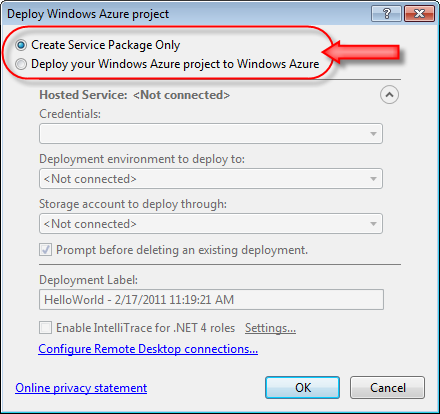 Deploy Windows Azure project
Create Service Package Only
Deploy your Windows Azure project to Windows Azure
Hosted Service: <Not connected>
Credentials:
Deployment environment to deploy to:
<Not connected>
Storage account to deploy through:
<Not connected>
Prompt before deleting an existing deployment.
Deployment Label:
HelloWorld - 2/17/2011 11:19:21 AM
Enable IntelliTrace for .NET 4 roles Settings...
Configure Remote Desktop connections...
Online privacy statement OK Cancel